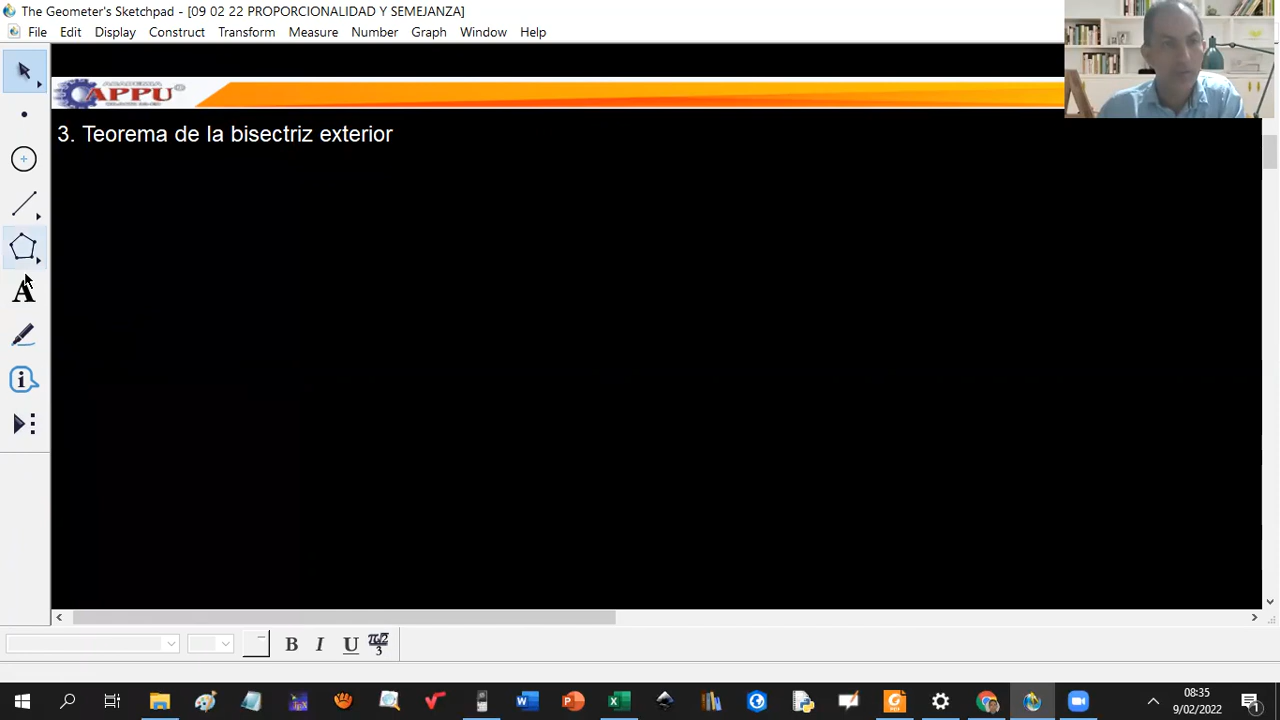 The Geometer's Sketchpad - [09 02 22 PROPORCIONALIDAD Y SEMEJANZA]
File Edit Display Construct Transform Measure Number Graph Window Help
ACADEMIA
APPU
3. Teorema de la bisectriz exterior
A
i
B I U
08:35
9/02/2022